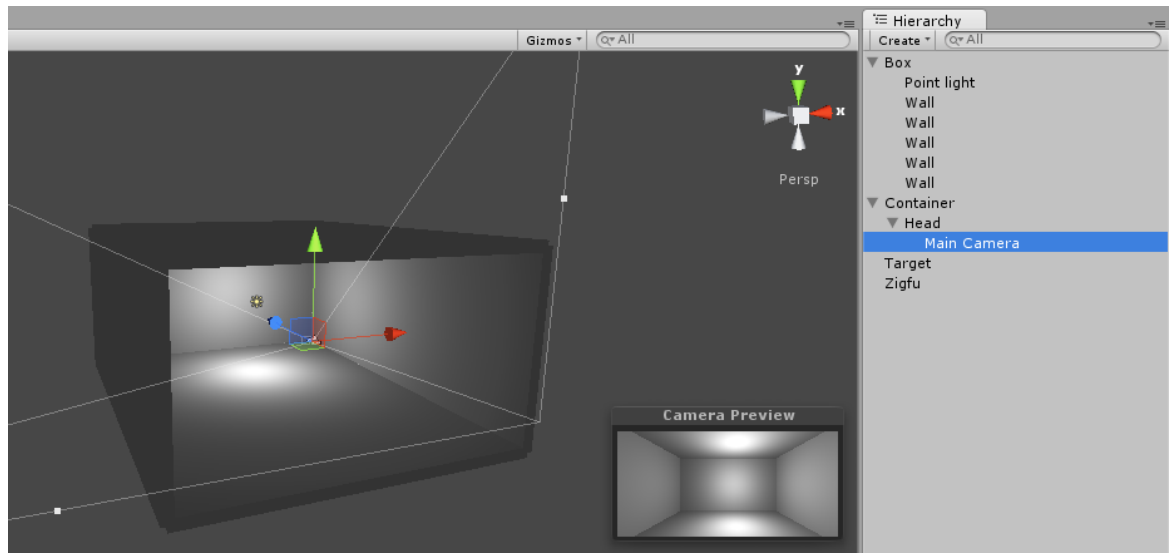 Hierarchy
Gizmos
All
Create
All
y
x
Persp
Box
Point light
Wall
Wall
Wall
Wall
Wall
Container
Head
Main Camera
Target
Zigfu
Camera Preview